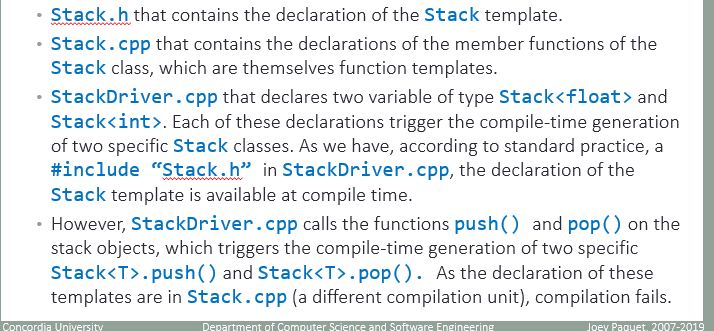 • Stack.h that contains the declaration of the Stack template.
• Stack.cpp that contains the declarations of the member functions of the
Stack class, which are themselves function templates.
• StackDriver.cpp that declares two variable of type Stack<float> and
Stack<int>. Each of these declarations trigger the compile-time generation
of two specific Stack classes. As we have, according to standard practice, a
#include “Stack.h” in StackDriver.cpp, the declaration of the
Stack template is available at compile time.
• However, StackDriver.cpp calls the functions push() and pop() on the
stack objects, which triggers the compile-time generation of two specific
Stack<T>.push() and Stack<T>.pop(). As the declaration of these
templates are in Stack.cpp (a different compilation unit), compilation fails.
Concordia University Department of Computer Science and Software Engineering Joey Paquet, 2007-2019